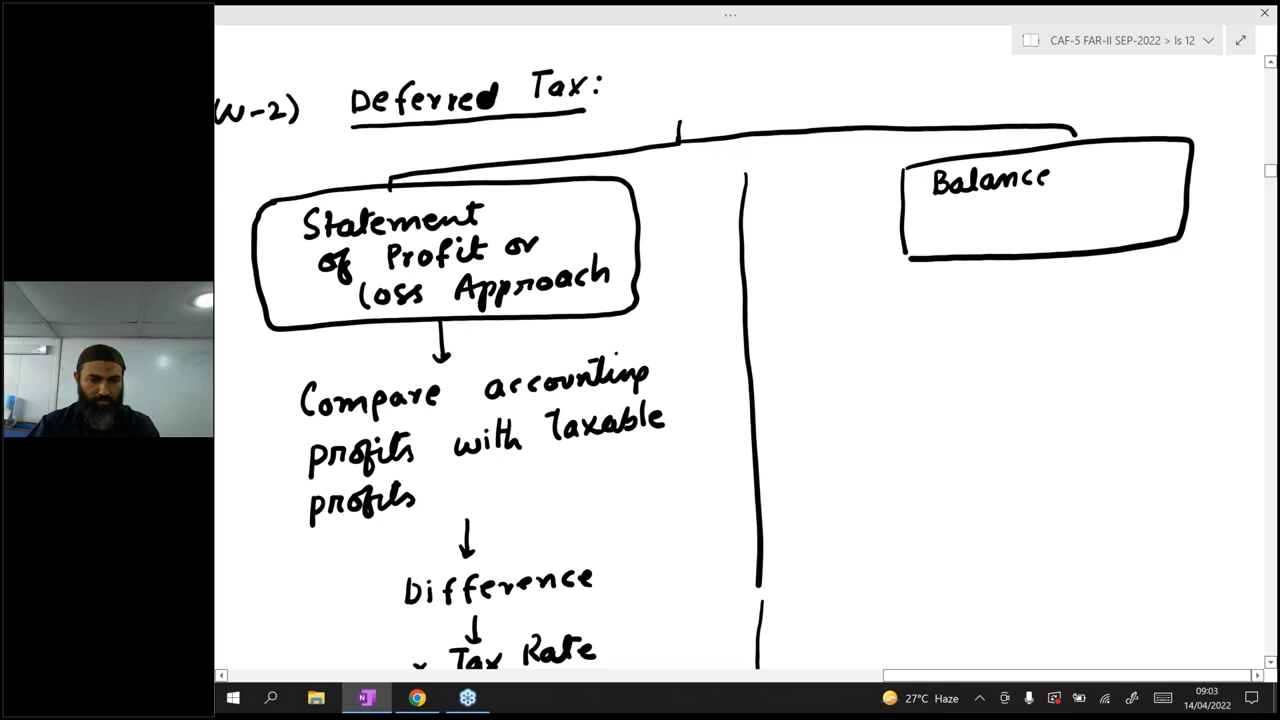 CAF-5 FAR-II SEP-2022 > Is 12
W-2) Deferred Tax:
Statement
of Profit or
Loss Approach
Balance
Compare accounting
profits with Taxable
profits
Difference
× Tax Rate
27°C Haze
09:03
14/04/2022